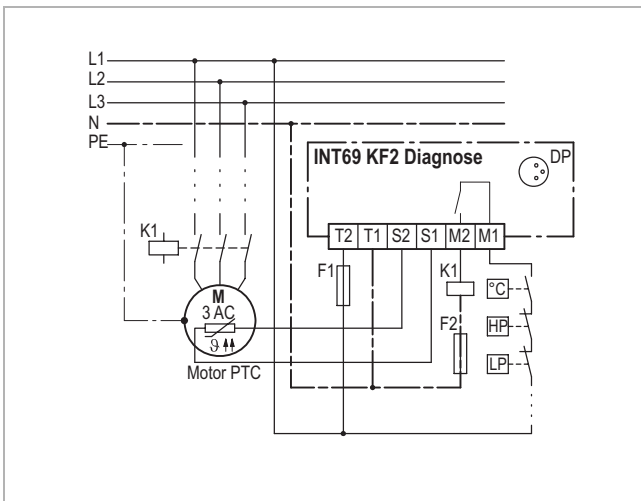 L1
L2
L3
N
PE
INT69 KF2 Diagnose
DP
T2 T1 S2 S1 M2 M1
K1
F1
K1
°C
M
3 AC
ϑ
F2
HP
LP
Motor PTC